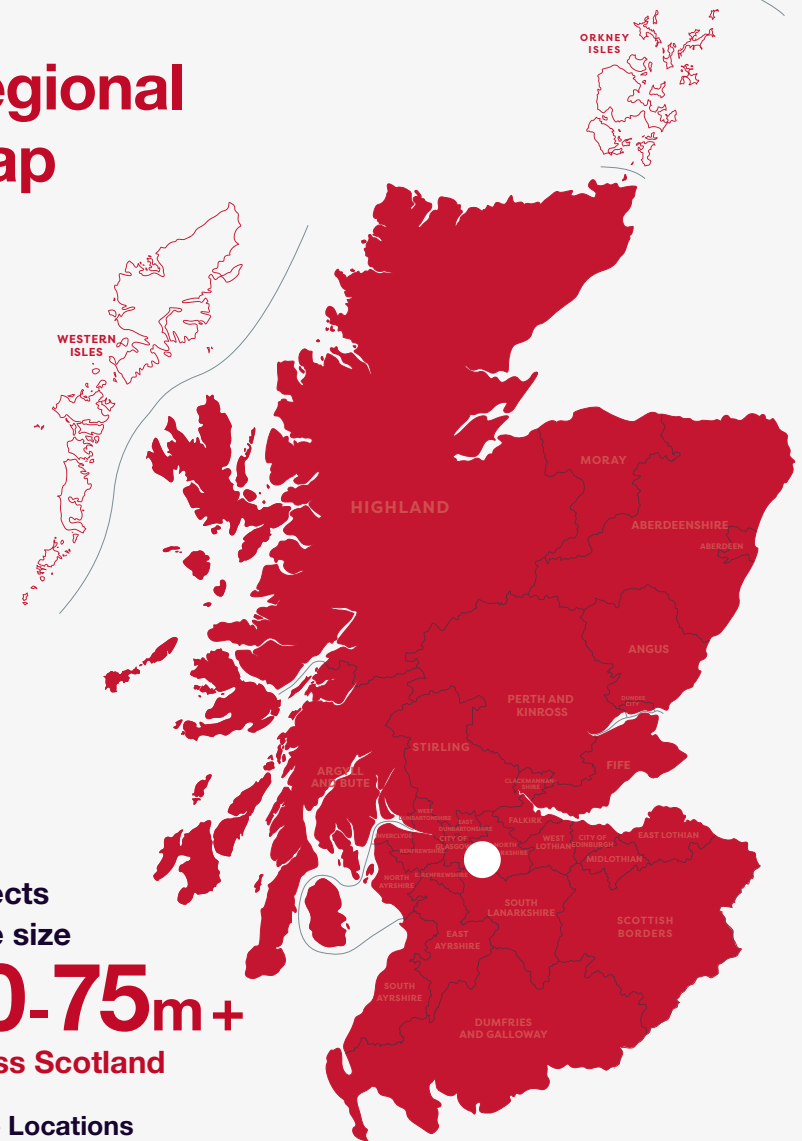 egional
ap
ORKNEY
ISLES
WESTERN
ISLES
HIGHLAND
MORAY
ABERDEENSHIRE
ABERDEEN
ANGUS
DUNDEE
CITY
PERTH AND
KINROSS
STIRLING
FIFE
ARGYLL
AND BUTE
CLACKMANNAN
SHIRE
WEST
DUNBARTONSHIRE
EAST
DUNBARTONSHIRE
FALKIRK
INVERCLYDE
CITY OF
GLASGOW
RENFREWSHIRE
NORTH
RKSHIRE
WEST
LOTHIAN
CITY OF
EDINBURGH
EAST LOTHIAN
MIDLOTHIAN
NORTH
AYRSHIRE
E. RENFREWSHIRE
SOUTH
LANARKSHIRE
SCOTTISH
BORDERS
EAST
AYRSHIRE
SOUTH
AYRSHIRE
DUMFRIES
AND GALLOWAY
ects
e size
0-75m+
ss Scotland
Locations